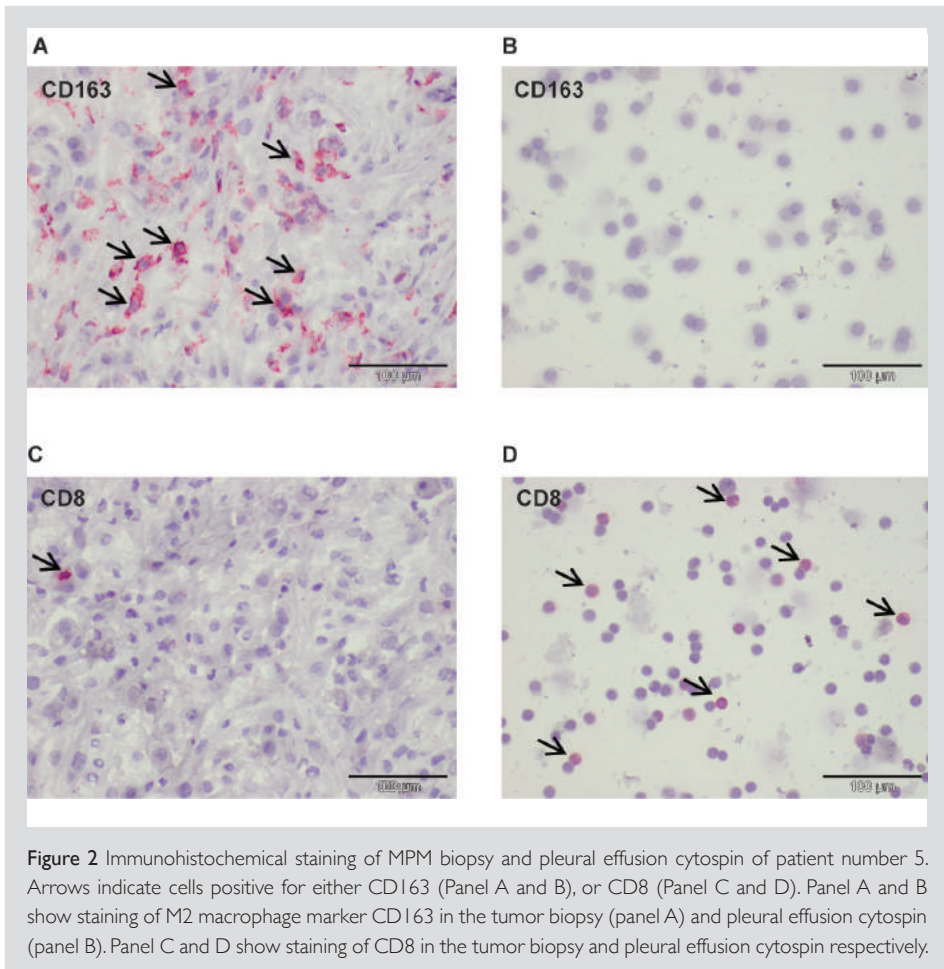 A
B
CD163
CD163
100 μm
100 μm
C
D
CD8
CD8
100 μm
100 μm
Figure 2 Immunohistochemical staining of MPM biopsy and pleural effusion cytospin of patient number 5.
Arrows indicate cells positive for either CD163 (Panel A and B), or CD8 (Panel C and D). Panel A and B
show staining of M2 macrophage marker CD163 in the tumor biopsy (panel A) and pleural effusion cytospin
(panel B). Panel C and D show staining of CD8 in the tumor biopsy and pleural effusion cytospin respectively.